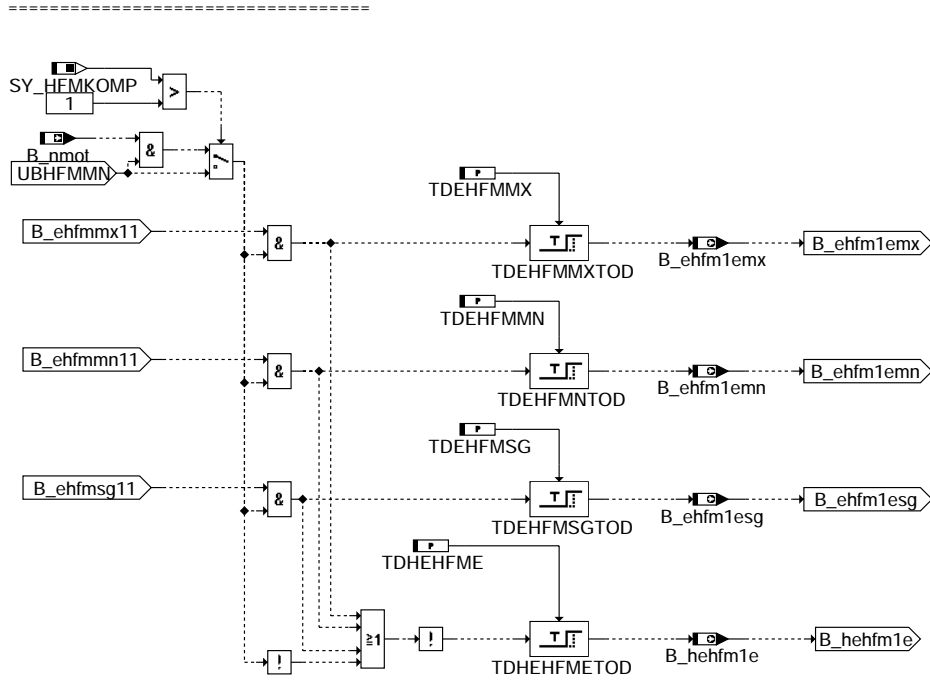 ================================
SY_HFMKOMP
1
>
B_nmot
&
UBHFMMN
TDEHFMMX
B_ehfmmx11
&
T
B_ehfm1emx
B_ehfm1emx
TDEHFMMXTOD
P
TDEHFMMN
B_ehfmmn11
&
T
B_ehfm1emn
B_ehfm1emn
TDEHFMNTOD
P
TDEHFMSG
B_ehfmsg11
&
T
B_ehfm1esg
B_ehfm1esg
TDEHFMSGTOD
P
TDHEHFME
P
≥1
!
!
T
B_hehfm1e
B_hehfm1e
TDHEHFMETOD